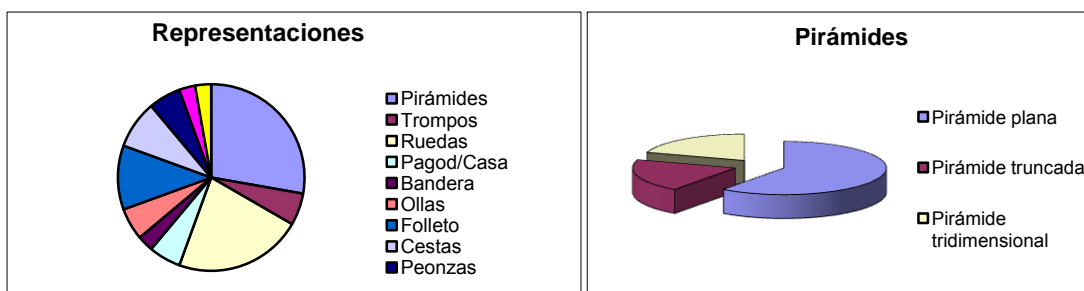 Representaciones
Pirámides
Trompos
Ruedas
Pagod/Casa
Bandera
Ollas
Folleto
Cestas
Peonzas
Pirámides
Pirámide plana
Pirámide truncada
Pirámide
tridimensional